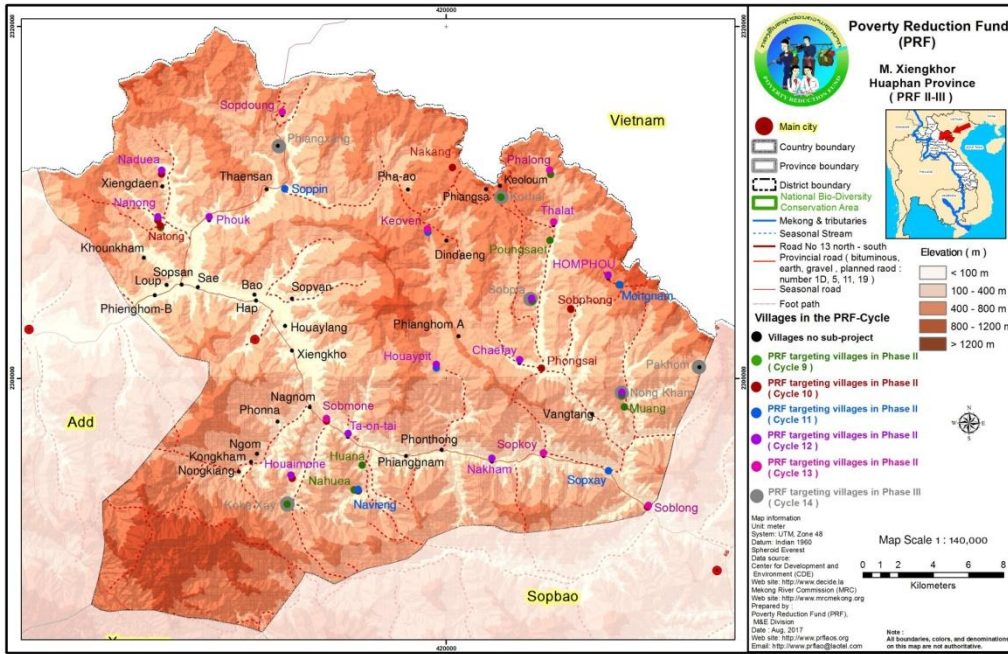 420000
2320000
2320000
2300000
2300000
420000
Vietnam
Add
Sopbao
Sopdoung
Phiangxang
Nakang
Phalong
Naduea
Xiengdaen
Thaensan
Soppin
Pha-ao
Phiangsa
Keoloum
Nanong
Phouk
Natong
Keoven
Thalat
Dindaeng
Poungsael
Khounkham
HOMPHOU
Mongnam
Sopsan
Loup
Sae
Phienghom-B
Bao
Hap
Sopvan
Sobpia
Sobphong
Houaylang
Phianghom A
Xiengkho
Houaypit
Phongsai
Pakhom
Nong Kham
Muang
Nagnom
Phonna
Sobmone
Ta-on-tai
Vangtang
Ngom
Kongkham
Nongkiang
Huana
Phonthong
Phianggnam
Sopkoy
Nakham
Houaimone
Nahuea
Sopxay
Navieng
Soblong
POVERTY REDUCTION FUND
Poverty Reduction Fund
(PRF)
M. Xiengkhor
Huaphan Province
( PRF II-III )
Main city
Country boundary
Province boundary
District boundary
National Bio-Diversity
Conservation Area
Mekong & tributaries
Seasonal Stream
Road No 13 north - south
Provincial road ( bituminous,
earth, gravel , planned raod :
number 1D, 5, 11, 19 )
Seasonal road
Foot path
Elevation ( m )
< 100 m
100 - 400 m
400 - 800 m
800 - 1200 m
> 1200 m
Villages in the PRF-Cycle
Villages no sub-project
PRF targeting villages in Phase II
( Cycle 9 )
PRF targeting villages in Phase II
( Cycle 10 )
PRF targeting villages in Phase II
( Cycle 11 )
PRF targeting villages in Phase II
( Cycle 12 )
PRF targeting villages in Phase II
( Cycle 13 )
PRF targeting villages in Phase III
( Cycle 14 )
N
W
E
S
Map information
Unit: meter
System: UTM, Zone 48
Datum: Indian 1960
Spheroid Everest
Data source:
Center for Development and
Environment (CDE)
Web site: http://www.decide.la
Mekong River Commission (MRC)
Web site: http://www.mrcmekong.org
Prepared by :
Poverty Reduction Fund (PRF),
M&E Division
Date : Aug, 2017
Web site: http://www.prflaos.org
Email: http://www.prflao@laotel.com
Map Scale 1 : 140,000
0 1 2 4 6 8
Kilometers
Note :
All boundaries, colors, and denominations
on this map are not authoritative.